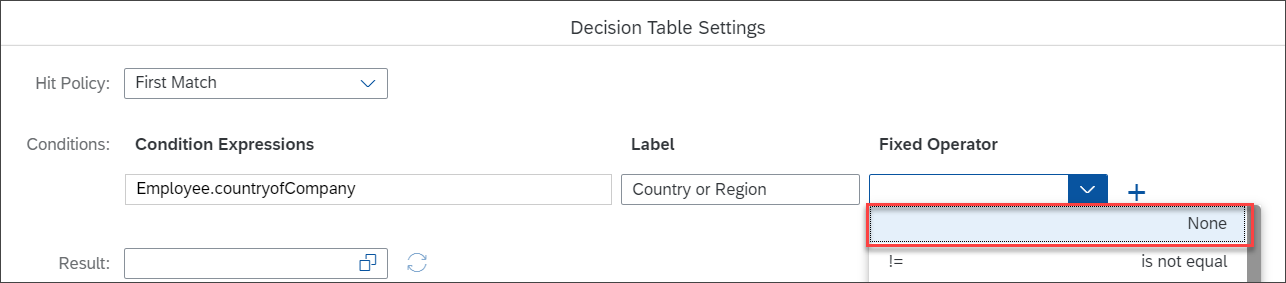 Decision Table Settings
Hit Policy: First Match
Conditions: Condition Expressions Label Fixed Operator
Employee.countryofCompany Country or Region
None
Result: != is not equal